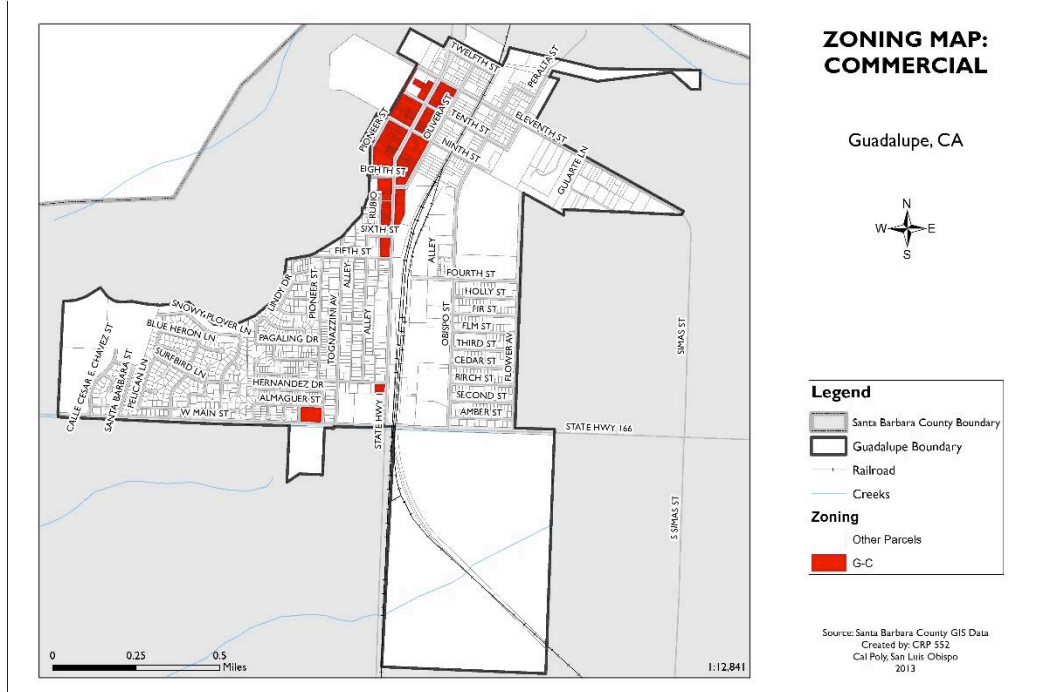 ZONING MAP:
COMMERCIAL
Guadalupe, CA
N
W
E
S
TWELFTH ST
PERALTA ST
OLIVERA ST
PIONEER ST
TENTH ST
ELEVENTH ST
NINTH ST
GULARTE LN
EIGHTH ST
RUBIO
SIXTH ST
FIFTH ST
ALLEY
FOURTH ST
LINDY DR
PIONEER ST
ALLEY
HOLLY ST
SNOWY PLOVER LN
TOGNAZZINI AV
ALLEY
OBISPO ST
FIR ST
BLUE HERON LN
FLM ST
PAGALING DR
THIRD ST
FLOWER AV
SIMAS ST
SURFBIRD LN
CEDAR ST
CALLE CESAR E CHAVEZ ST
SANTA BARBARA ST
PELICAN LN
HERNANDEZ DR
BIRCH ST
ALMAGUER ST
SECOND ST
W MAIN ST
STATE HWY 1
AMBER ST
STATE HWY 166
S SIMAS ST
Legend
Santa Barbara County Boundary
Guadalupe Boundary
Railroad
Creeks
Zoning
Other Parcels
G-C
0 0.25 0.5
Miles
1:12,841
Source: Santa Barbara County GIS Data
Created by: CRP 552
Cal Poly, San Luis Obispo
2013